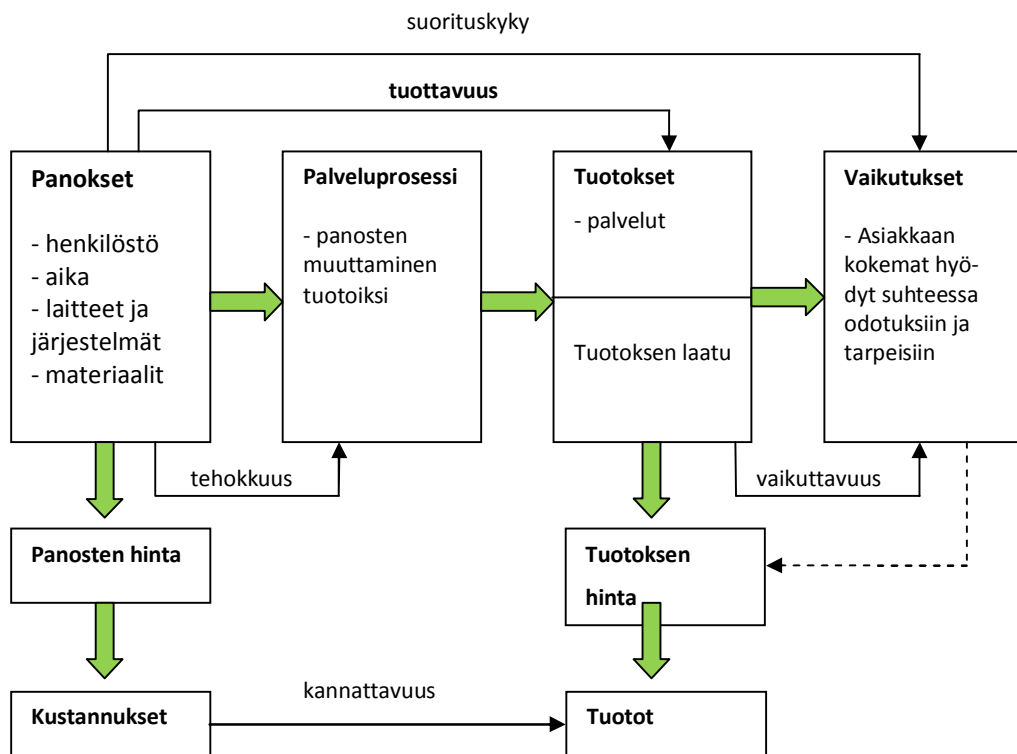 suorituskyky
tuottavuus
Panokset
- henkilöstö
- aika
- laitteet ja
järjestelmät
- materiaalit
Palveluprosessi
- panosten
muuttaminen
tuotoiksi
Tuotokset
- palvelut
Tuotoksen laatu
Vaikutukset
- Asiakkaan
kokemat hyö-
dyt suhteessa
odotuksiin ja
tarpeisiin
tehokkuus
vaikuttavuus
Panosten hinta
Tuotoksen
hinta
kannattavuus
Kustannukset
Tuotot